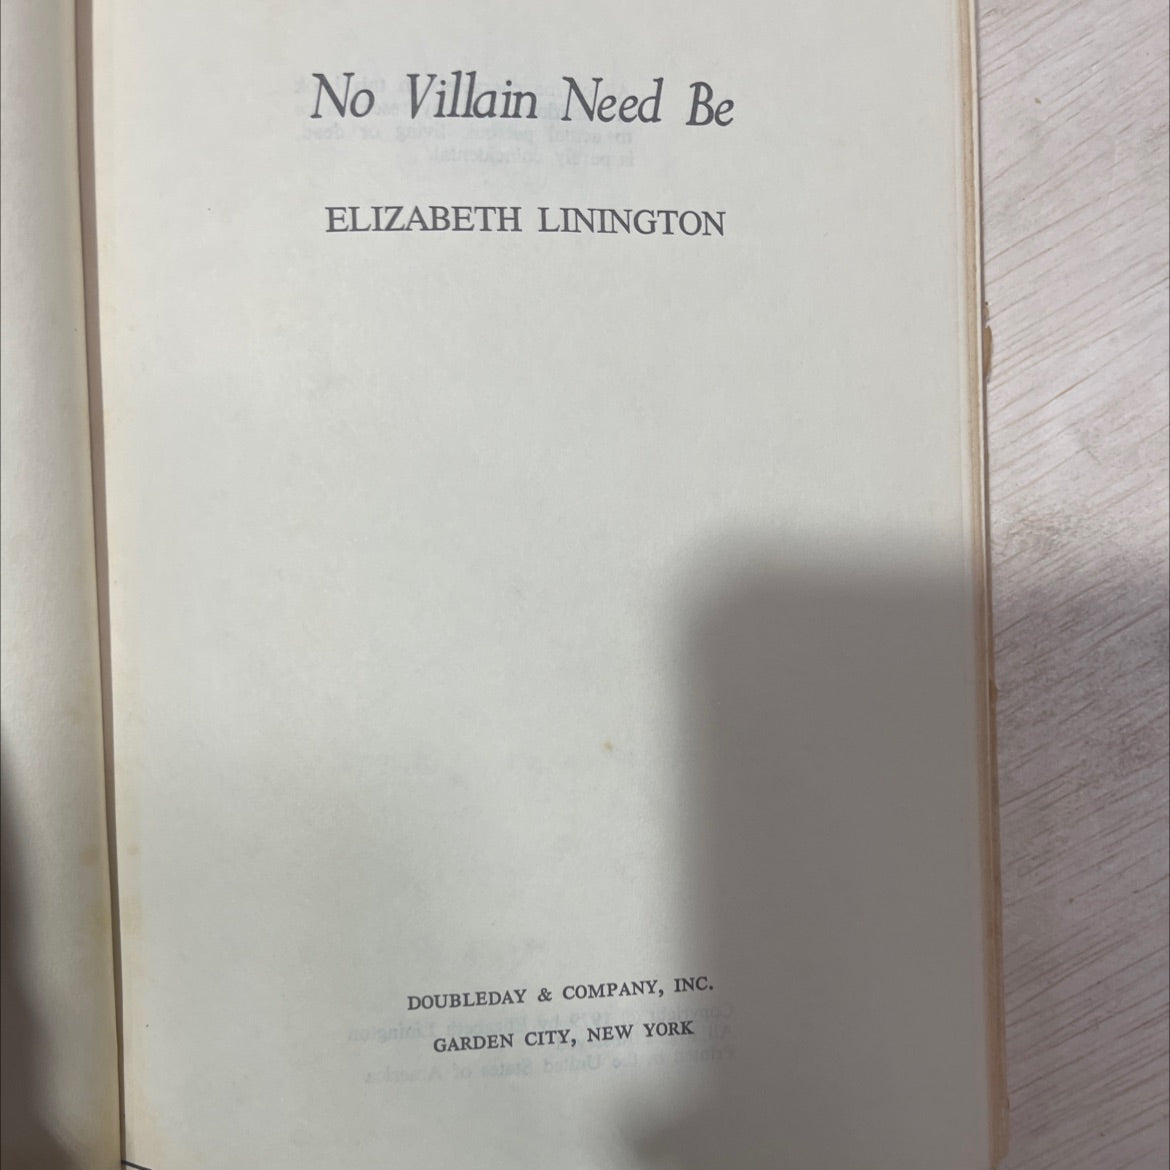 No Villain Need Be
ELIZABETH LININGTON
DOUBLEDAY & COMPANY, INC.
GARDEN CITY, NEW YORK